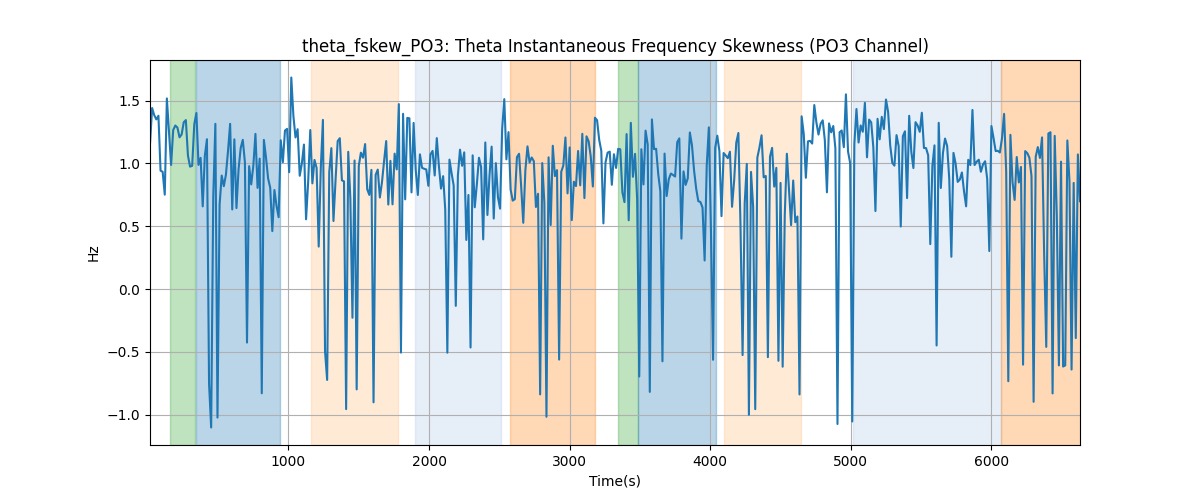 theta_fskew_PO3: Theta Instantaneous Frequency Skewness (PO3 Channel)
1.5
1.0
0.5
0.0
−0.5
−1.0
Hz
1000 2000 3000 4000 5000 6000
Time(s)